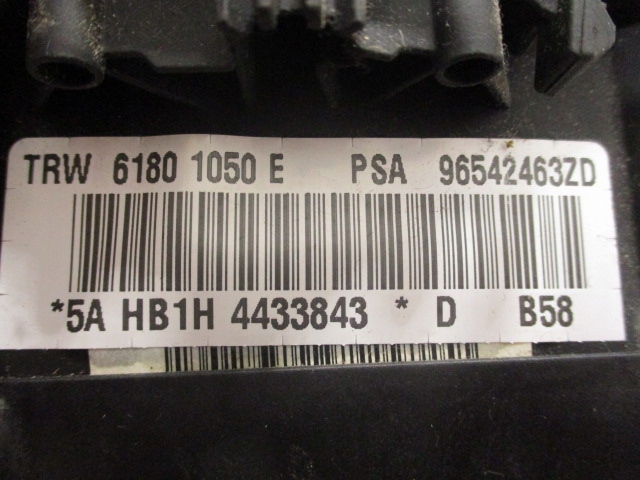 TRW 6180 1050 E PSA 96542463ZD
*5A HB1H 4433843 * D B58